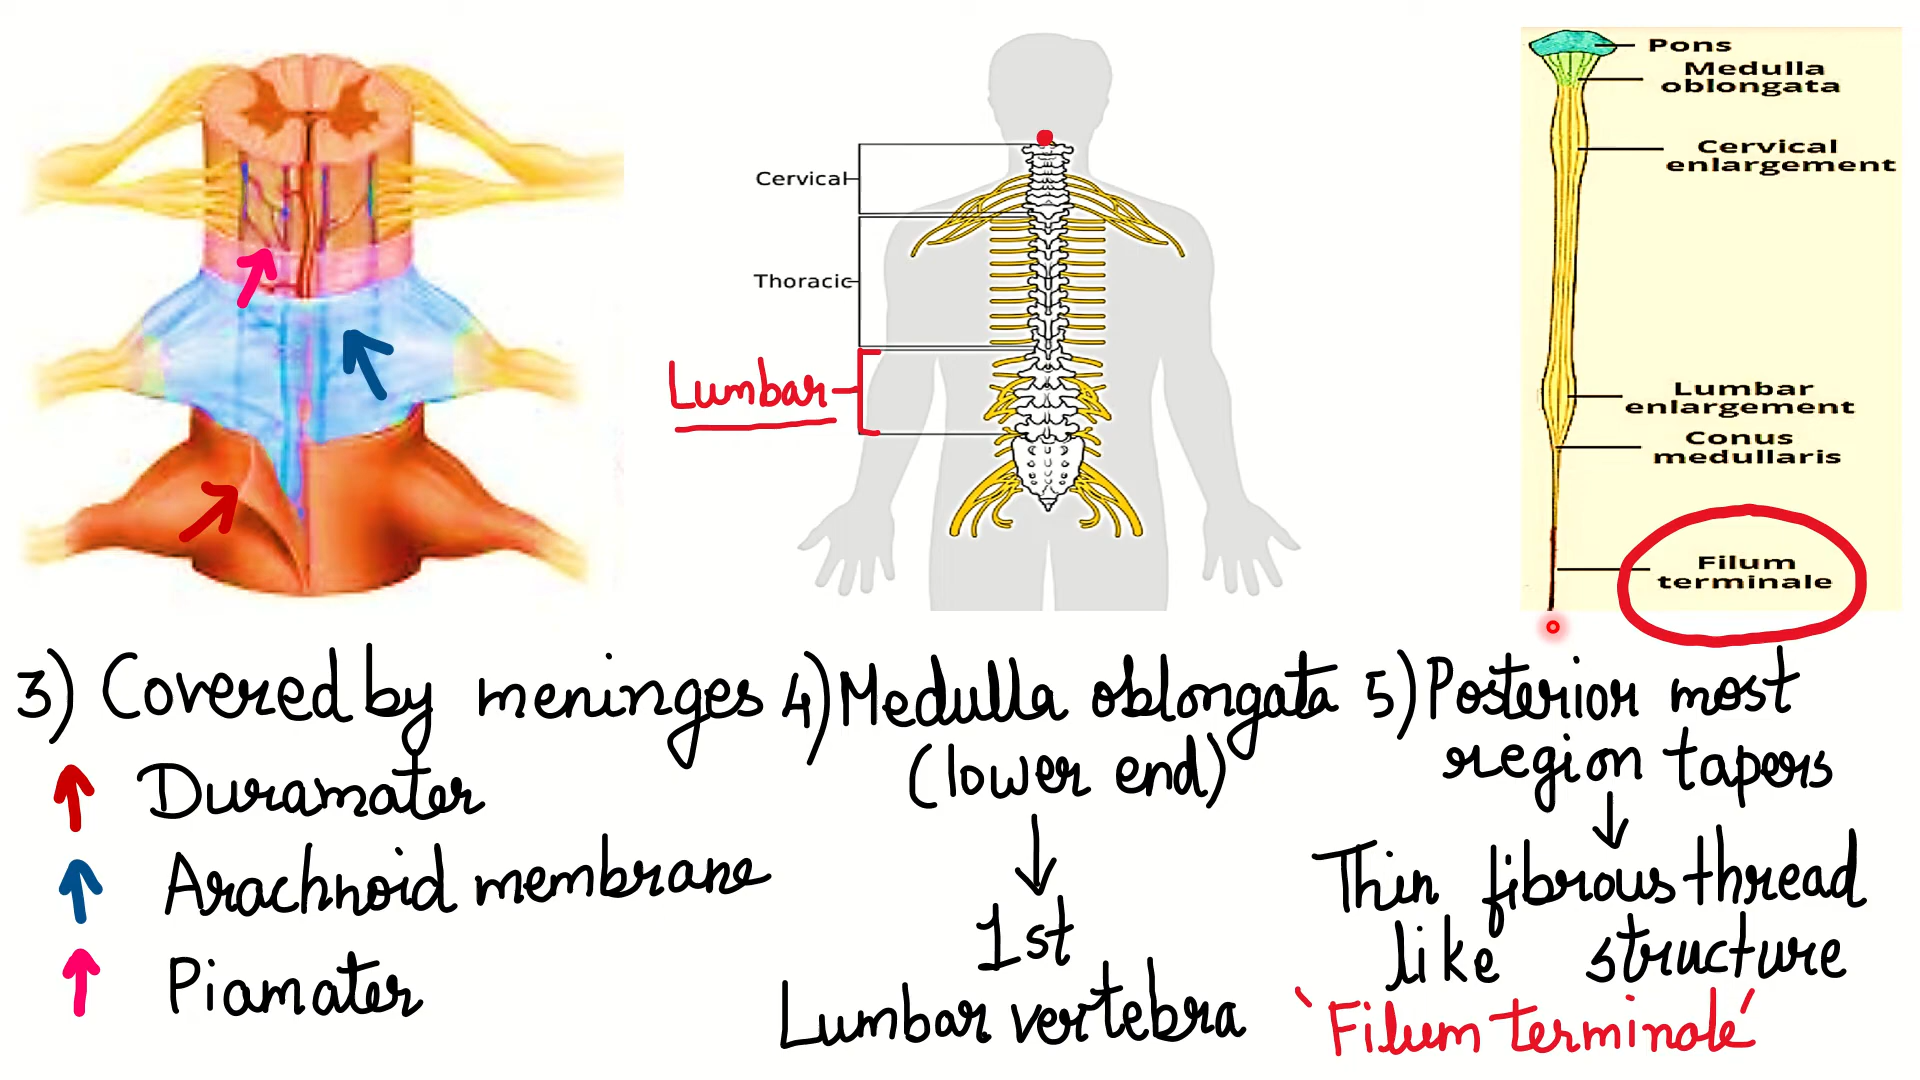 Cervical
Thoracic
Lumbar
Pons
Medulla
oblongata
Cervical
enlargement
Lumbar
enlargement
Conus
medullaris
Filum
terminale
3) Covered by meninges
Duramater
Arachnoid membrane
Piamater
4) Medulla oblongata
(lower end)
1st
Lumbar vertebra
5) Posterior most
region tapers
Thin fibrous thread
like structure
'Filum terminale'